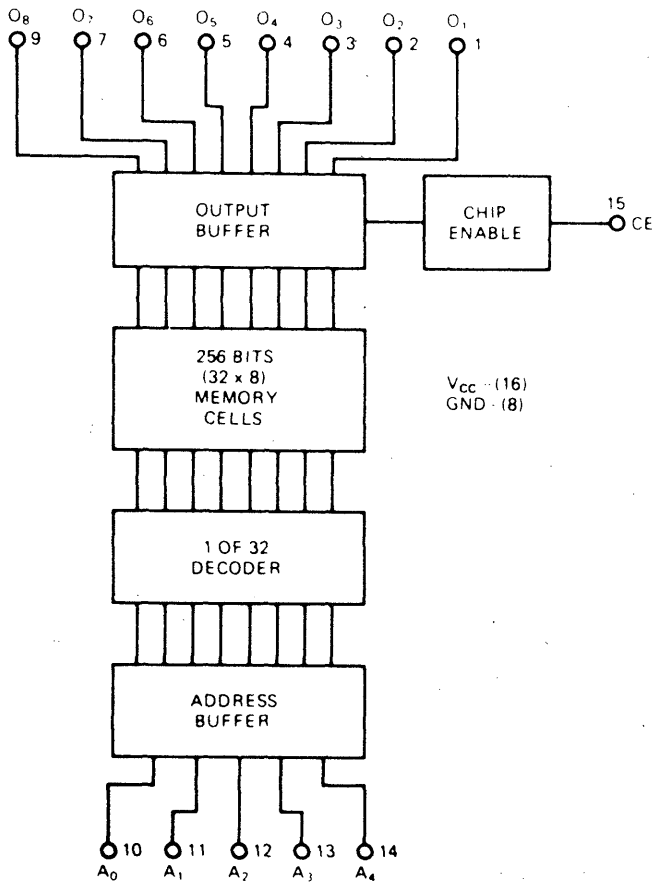 O₈ O₇ O₆ O₅ O₄ O₃ O₂ O₁
9 7 6 5 4 3 2 1
OUTPUT
BUFFER
CHIP
ENABLE
15
CE
256 BITS
(32 x 8)
MEMORY
CELLS
VCC - (16)
GND - (8)
1 OF 32
DECODER
ADDRESS
BUFFER
10 11 12 13 14
A₀ A₁ A₂ A₃ A₄